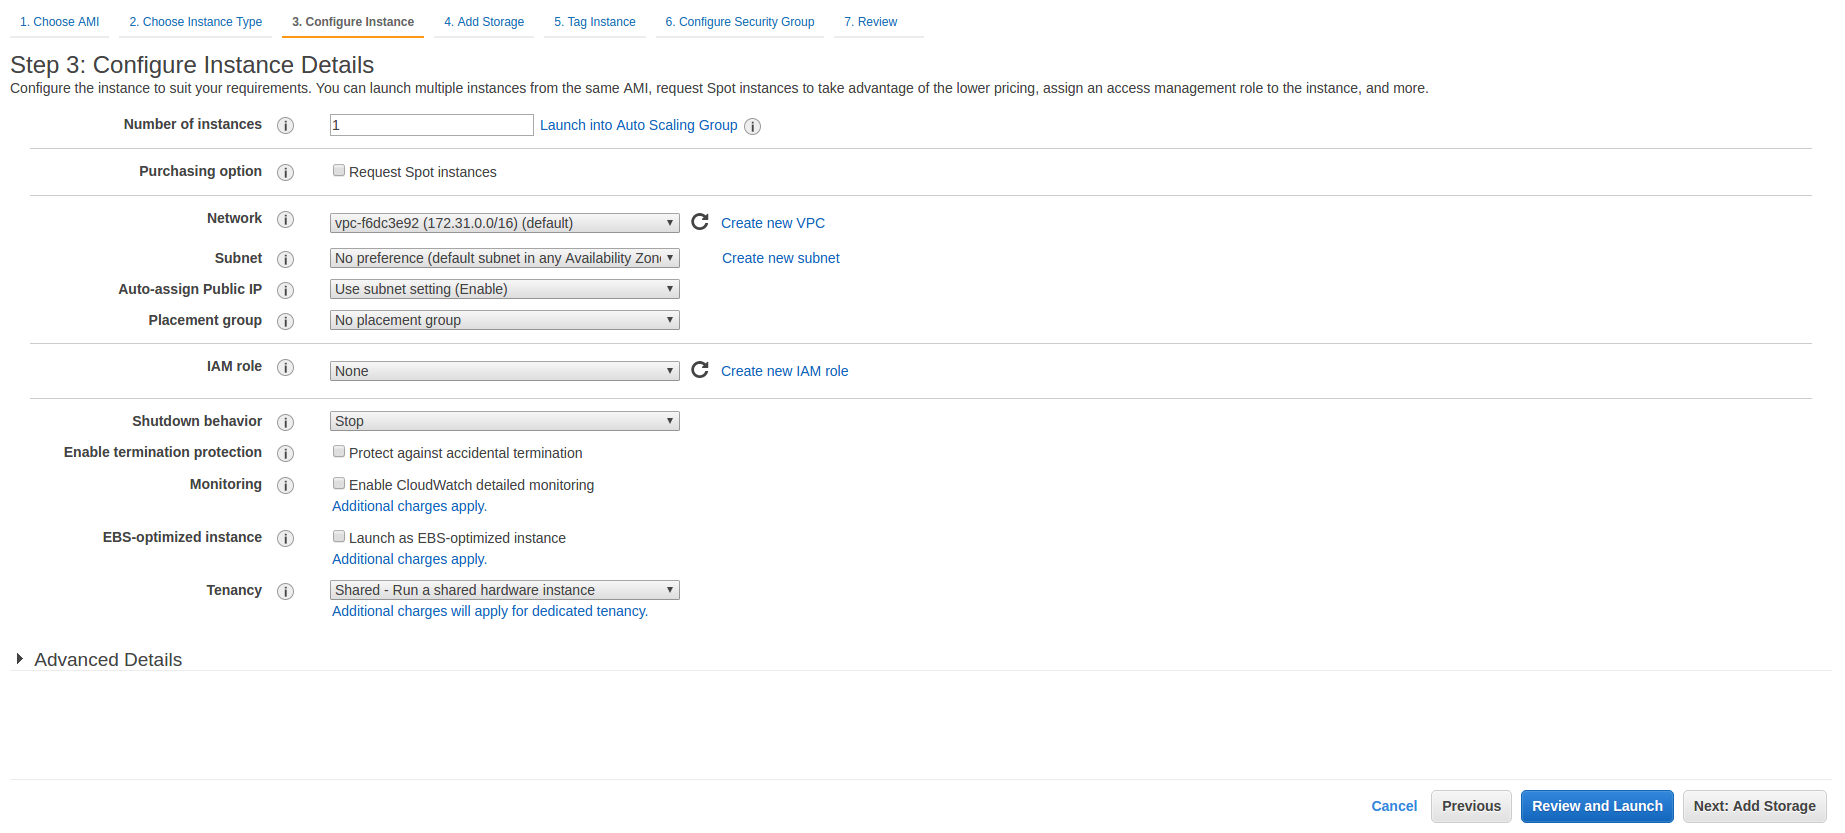 1. Choose AMI 2. Choose Instance Type 3. Configure Instance 4. Add Storage 5. Tag Instance 6. Configure Security Group 7. Review
Step 3: Configure Instance Details
Configure the instance to suit your requirements. You can launch multiple instances from the same AMI, request Spot instances to take advantage of the lower pricing, assign an access management role to the instance, and more.
Number of instances 1 Launch into Auto Scaling Group
Purchasing option Request Spot instances
Network vpc-f6dc3e92 (172.31.0.0/16) (default) Create new VPC
Subnet No preference (default subnet in any Availability Zon Create new subnet
Auto-assign Public IP Use subnet setting (Enable)
Placement group No placement group
IAM role None Create new IAM role
Shutdown behavior Stop
Enable termination protection Protect against accidental termination
Monitoring Enable CloudWatch detailed monitoring
Additional charges apply.
EBS-optimized instance Launch as EBS-optimized instance
Additional charges apply.
Tenancy Shared - Run a shared hardware instance
Additional charges will apply for dedicated tenancy.
Advanced Details
Cancel Previous Review and Launch Next: Add Storage